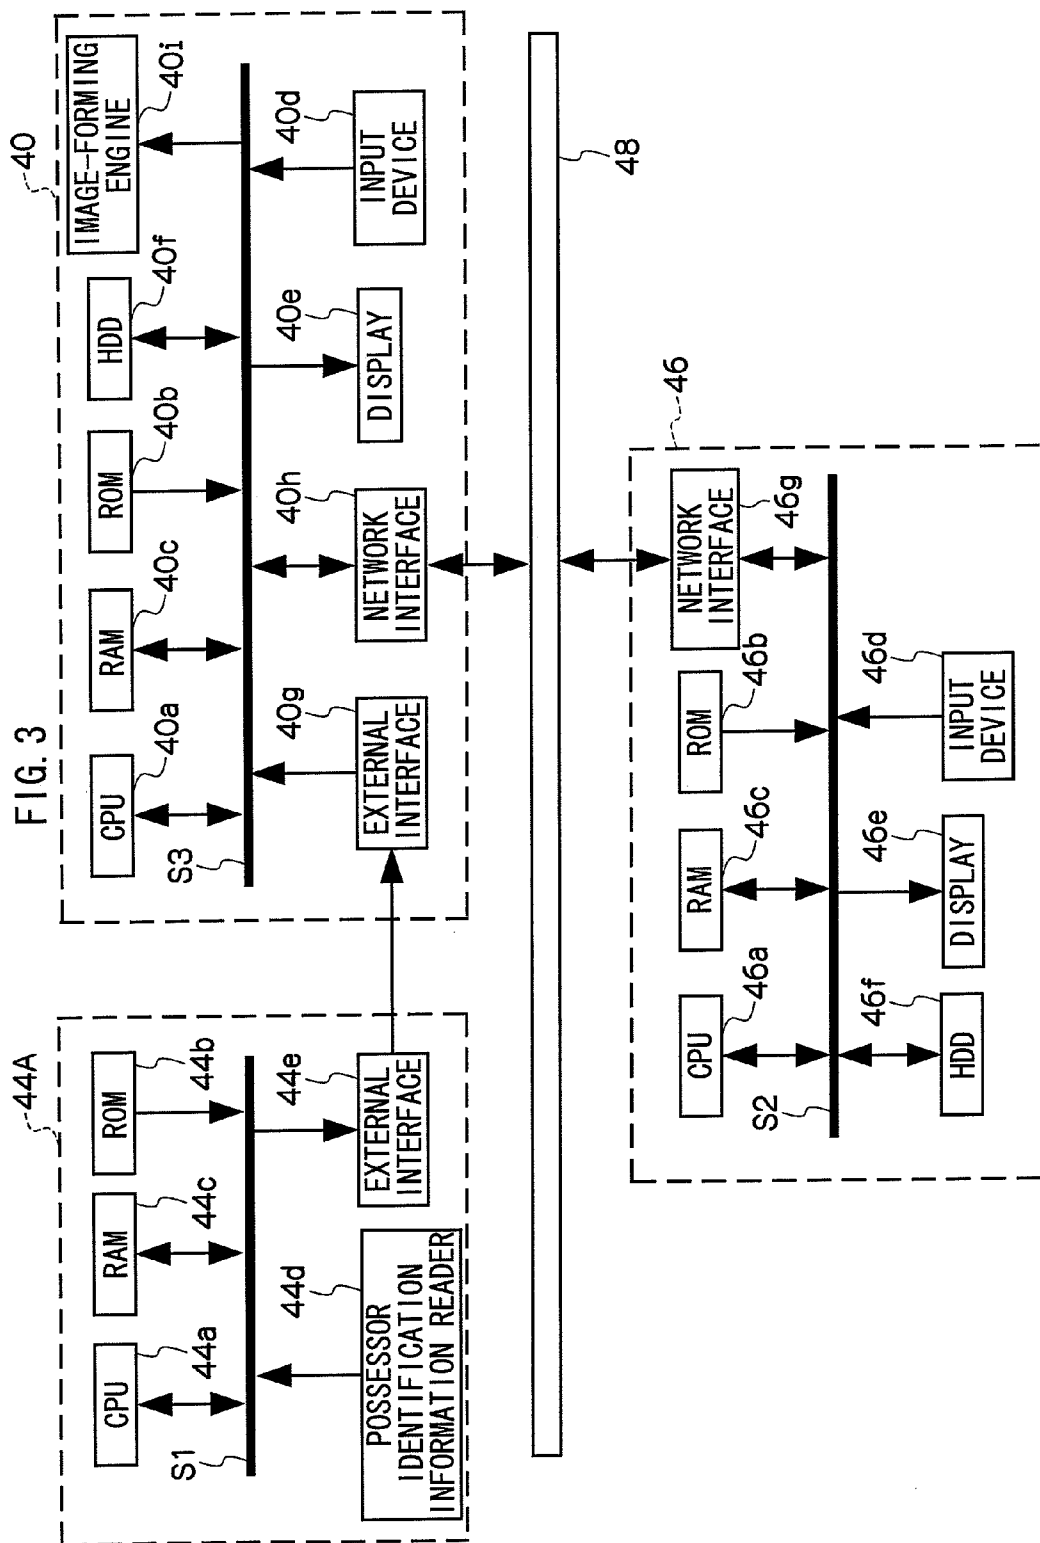 FIG. 3
44A
CPU
44a
RAM
44c
ROM
44b
S1
POSSESSOR
IDENTIFICATION
INFORMATION READER
44d
EXTERNAL
INTERFACE
44e
40
CPU
40a
RAM
40c
ROM
40b
HDD
40f
IMAGE-FORMING
ENGINE
40i
S3
EXTERNAL
INTERFACE
40g
NETWORK
INTERFACE
40h
DISPLAY
40e
INPUT
DEVICE
40d
48
46
CPU
46a
RAM
46c
ROM
46b
NETWORK
INTERFACE
46g
S2
HDD
46f
DISPLAY
46e
INPUT
DEVICE
46d